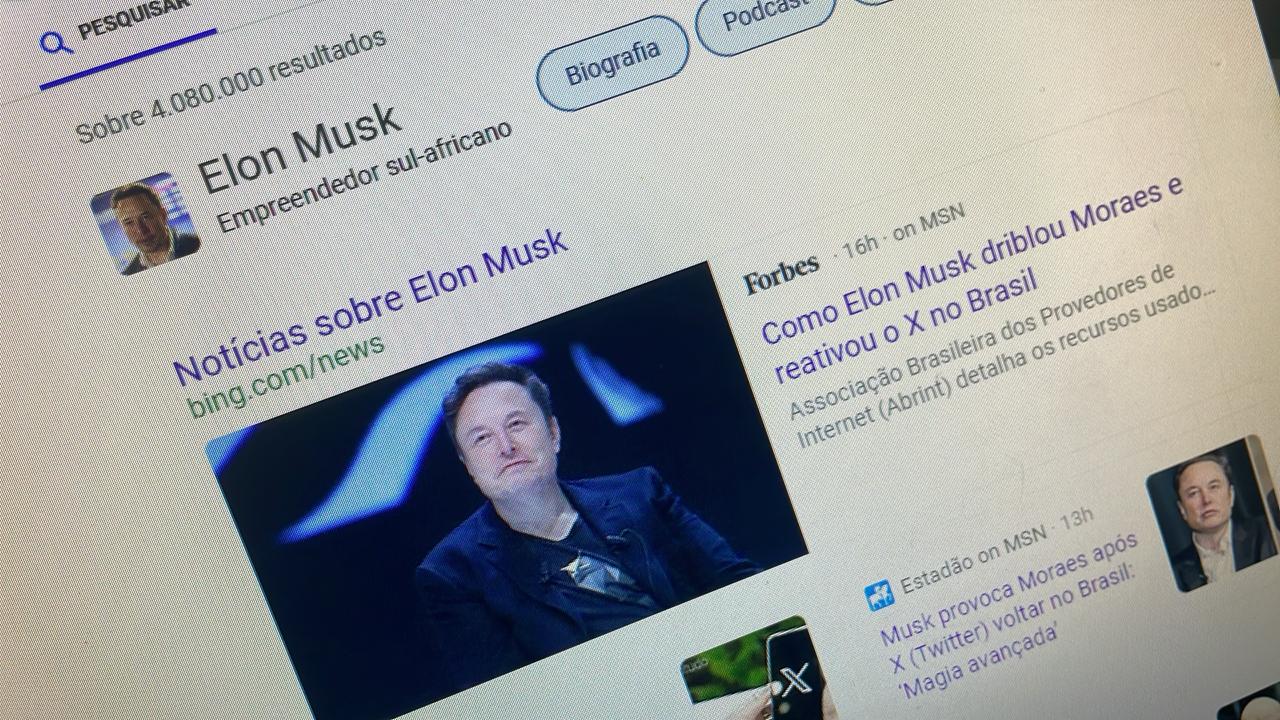 PESQUISAR
Biografia
Podcast
Sobre 4.080.000 resultados
Elon Musk
Empreendedor sul-africano
Notícias sobre Elon Musk
bing.com/news
Forbes · 16h · on MSN
Como Elon Musk driblou Moraes e
reativou o X no Brasil
Associação Brasileira dos Provedores de
Internet (Abrint) detalha os recursos usado...
Estadão on MSN · 13h
Musk provoca Moraes após
X (Twitter) voltar no Brasil:
'Magia avançada'
X